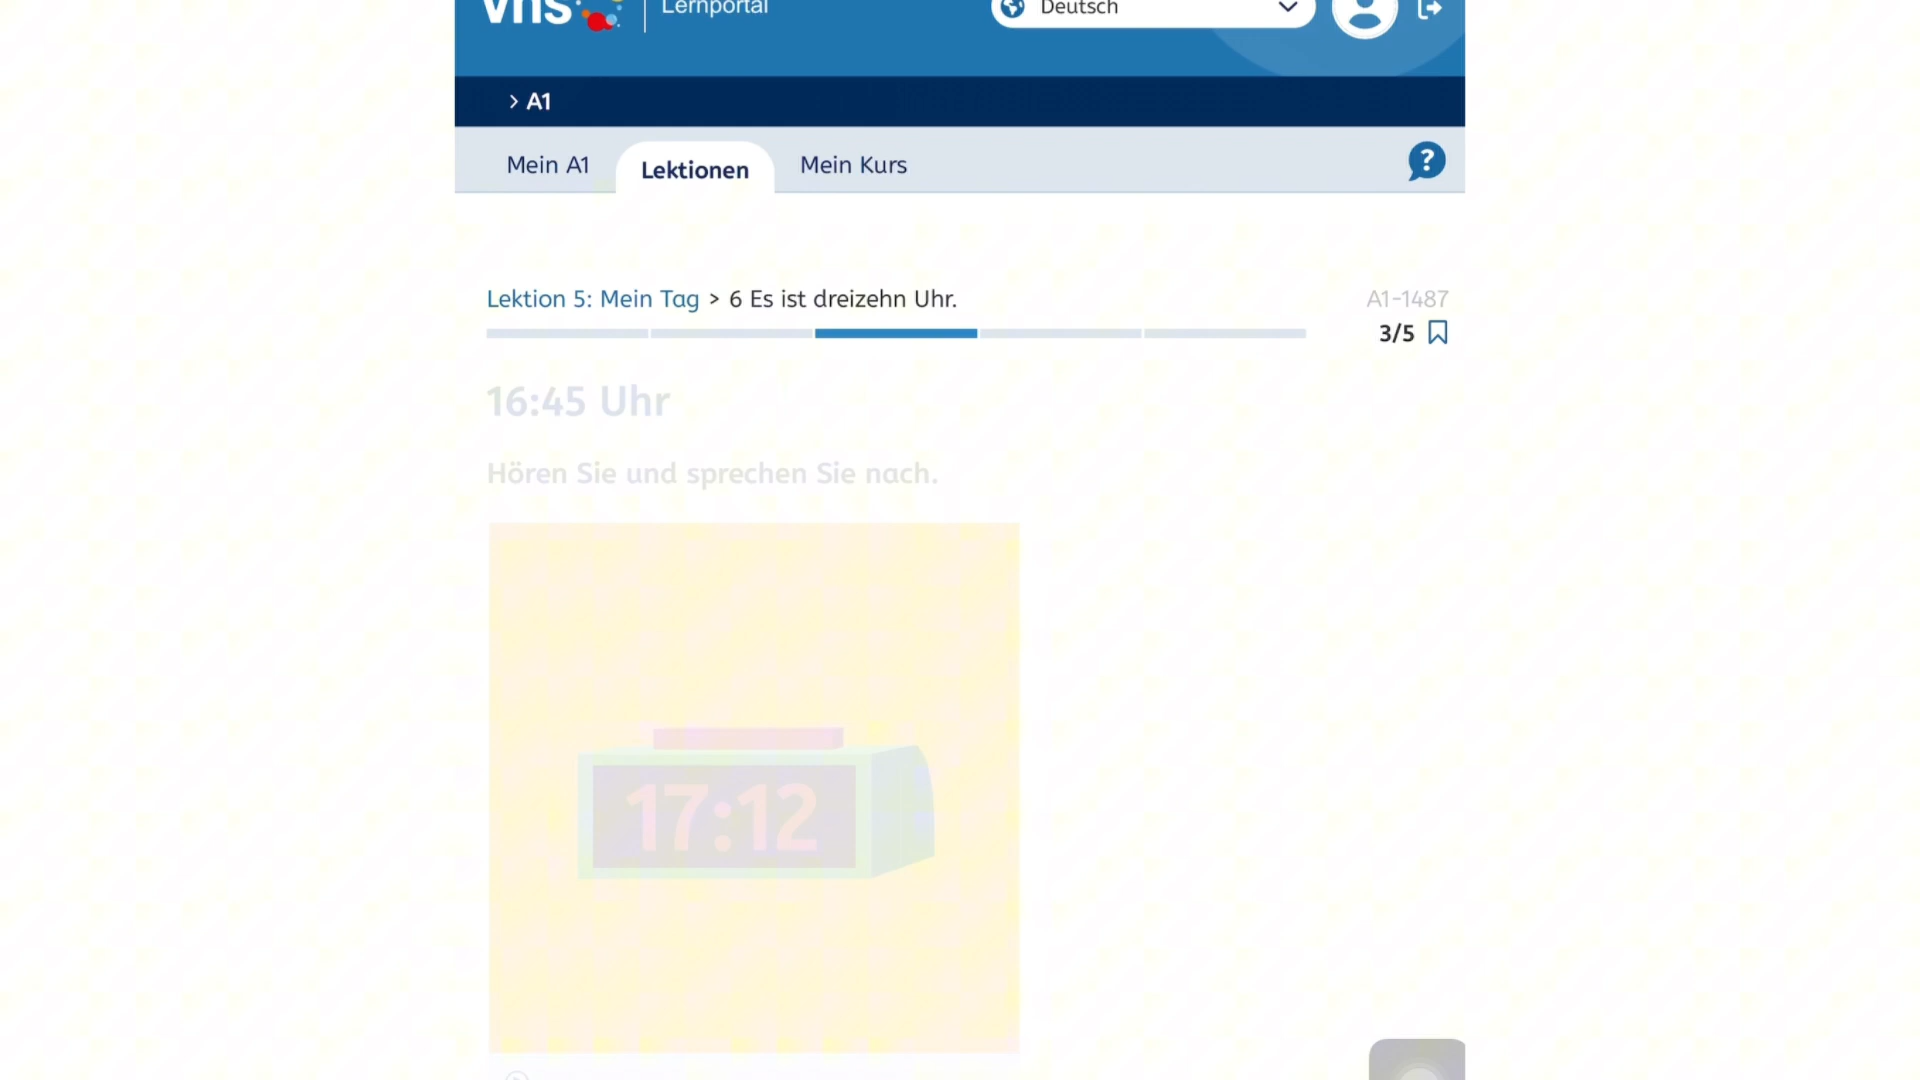 vhs Lernportal
Deutsch
> A1
Mein A1
Lektionen
Mein Kurs
?
Lektion 5: Mein Tag > 6 Es ist dreizehn Uhr.
A1-1487
3/5
16:45 Uhr
Hören Sie und sprechen Sie nach.
17:12